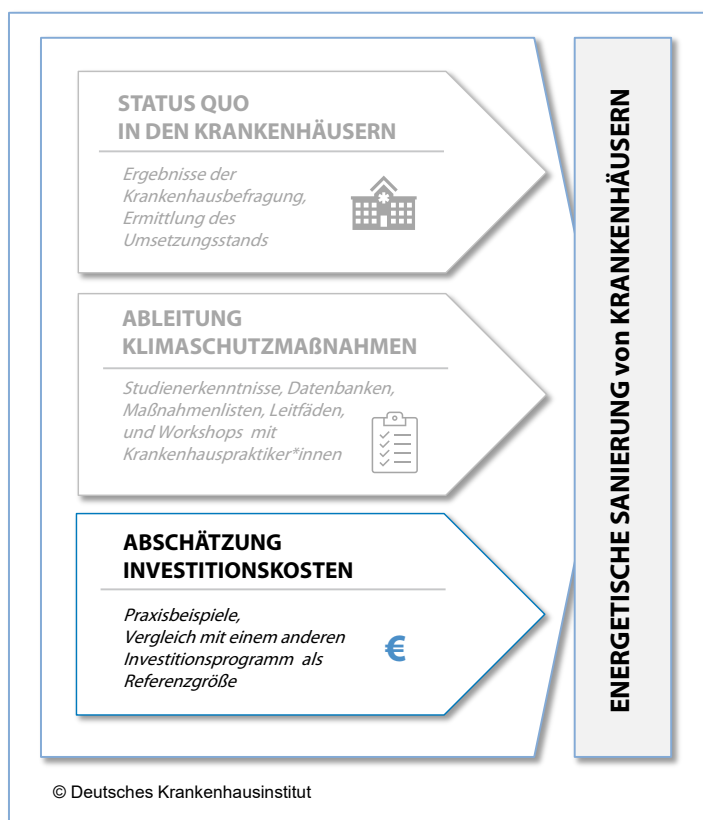 STATUS QUO
IN DEN KRANKENHÄUSERN
Ergebnisse der
Krankenhausbefragung,
Ermittlung des
Umsetzungsstands
ABLEITUNG
KLIMASCHUTZMAßNAHMEN
Studienerkenntnisse, Datenbanken,
Maßnahmenlisten, Leitfäden,
und Workshops mit
Krankenhauspraktiker*innen
ABSCHÄTZUNG
INVESTITIONSKOSTEN
Praxisbeispiele,
Vergleich mit einem anderen
Investitionsprogramm als
Referenzgröße
€
ENERGETISCHE SANIERUNG von KRANKENHÄUSERN
© Deutsches Krankenhausinstitut